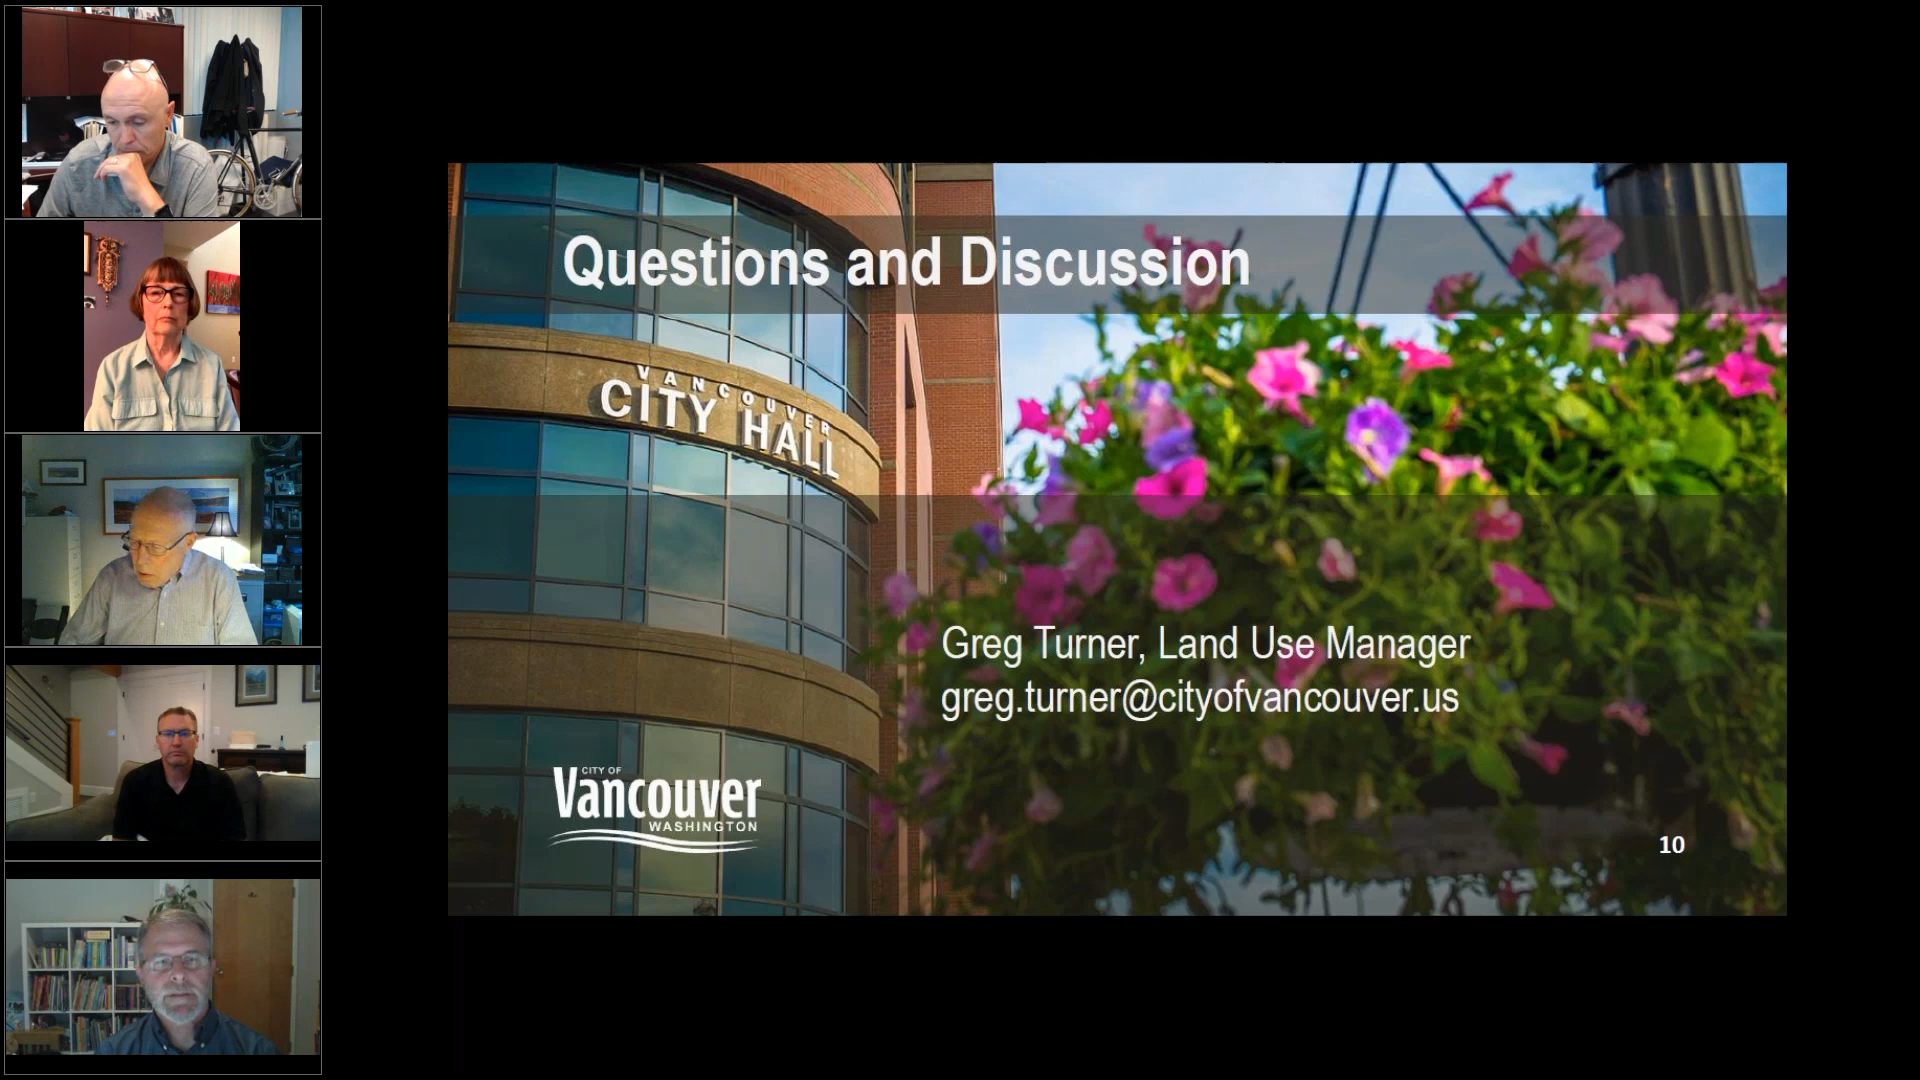 Questions and Discussion
VANCOUVER
CITY HALL
Greg Turner, Land Use Manager
greg.turner@cityofvancouver.us
CITY OF
Vancouver
WASHINGTON
10